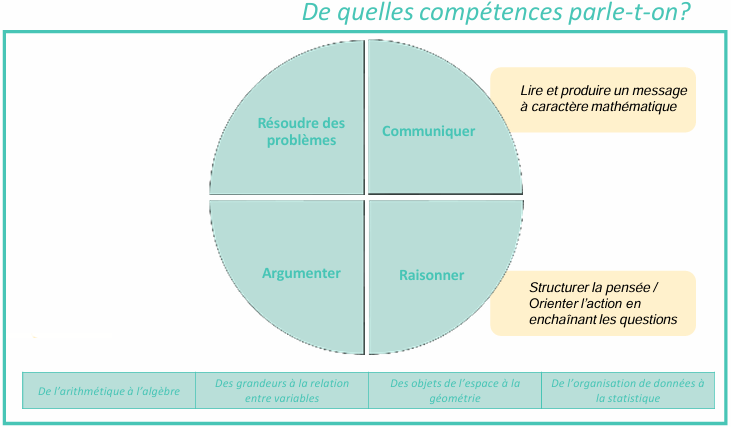 De quelles compétences parle-t-on?
Résoudre des
problèmes
Communiquer
Lire et produire un message
à caractère mathématique
Argumenter
Raisonner
Structurer la pensée /
Orienter l'action en
enchaînant les questions
De l'arithmétique à l'algèbre
Des grandeurs à la relation
entre variables
Des objets de l'espace à la
géométrie
De l'organisation de données à
la statistique